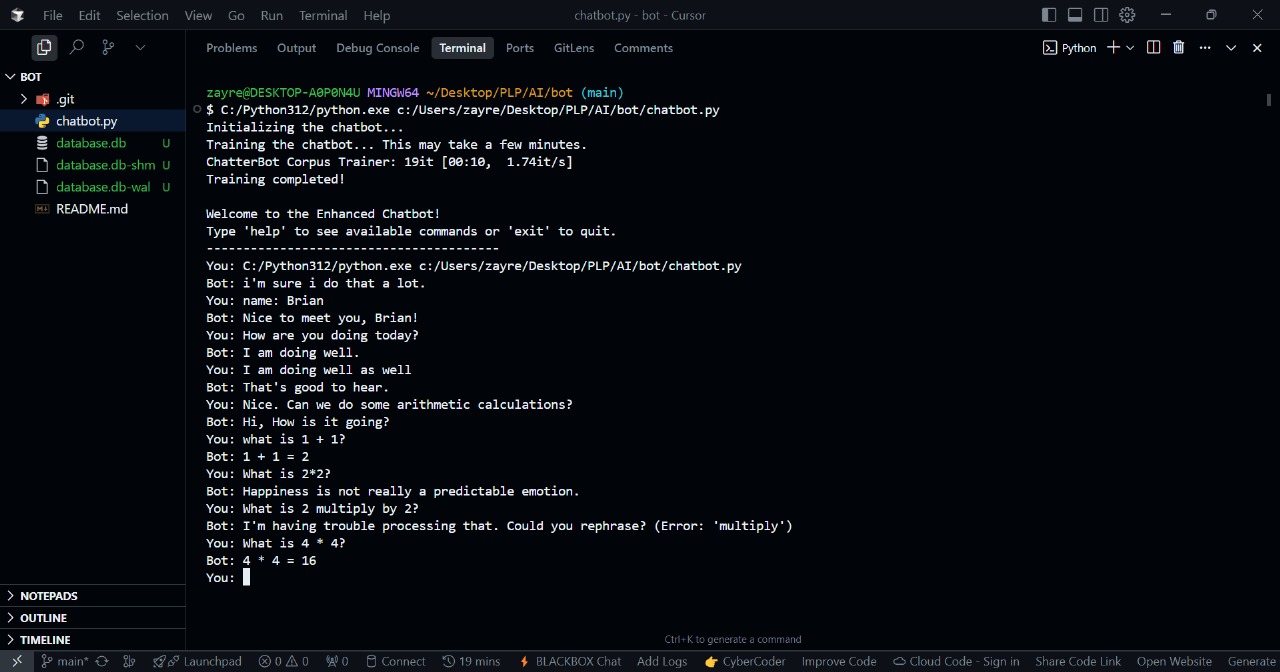 File Edit Selection View Go Run Terminal Help chatbot.py - bot - Cursor
Problems Output Debug Console Terminal Ports GitLens Comments Python
BOT
.git
chatbot.py
database.db U
database.db-shm U
database.db-wal U
README.md
zayre@DESKTOP-A0P0N4U MINGW64 ~/Desktop/PLP/AI/bot (main)
$ C:/Python312/python.exe c:/Users/zayre/Desktop/PLP/AI/bot/chatbot.py
Initializing the chatbot...
Training the chatbot... This may take a few minutes.
ChatterBot Corpus Trainer: 19it [00:10,  1.74it/s]
Training completed!
Welcome to the Enhanced Chatbot!
Type 'help' to see available commands or 'exit' to quit.
----------------------------------------
You: C:/Python312/python.exe c:/Users/zayre/Desktop/PLP/AI/bot/chatbot.py
Bot: i'm sure i do that a lot.
You: name: Brian
Bot: Nice to meet you, Brian!
You: How are you doing today?
Bot: I am doing well.
You: I am doing well as well
Bot: That's good to hear.
You: Nice. Can we do some arithmetic calculations?
Bot: Hi, How is it going?
You: what is 1 + 1?
Bot: 1 + 1 = 2
You: What is 2*2?
Bot: Happiness is not really a predictable emotion.
You: What is 2 multiply by 2?
Bot: I'm having trouble processing that. Could you rephrase? (Error: 'multiply')
You: What is 4 * 4?
Bot: 4 * 4 = 16
You:
NOTEPADS
OUTLINE
TIMELINE
Ctrl+K to generate a command
main* Launchpad 0 0 0 Connect 19 mins BLACKBOX Chat Add Logs CyberCoder Improve Code Cloud Code - Sign in Share Code Link Open Website Generate